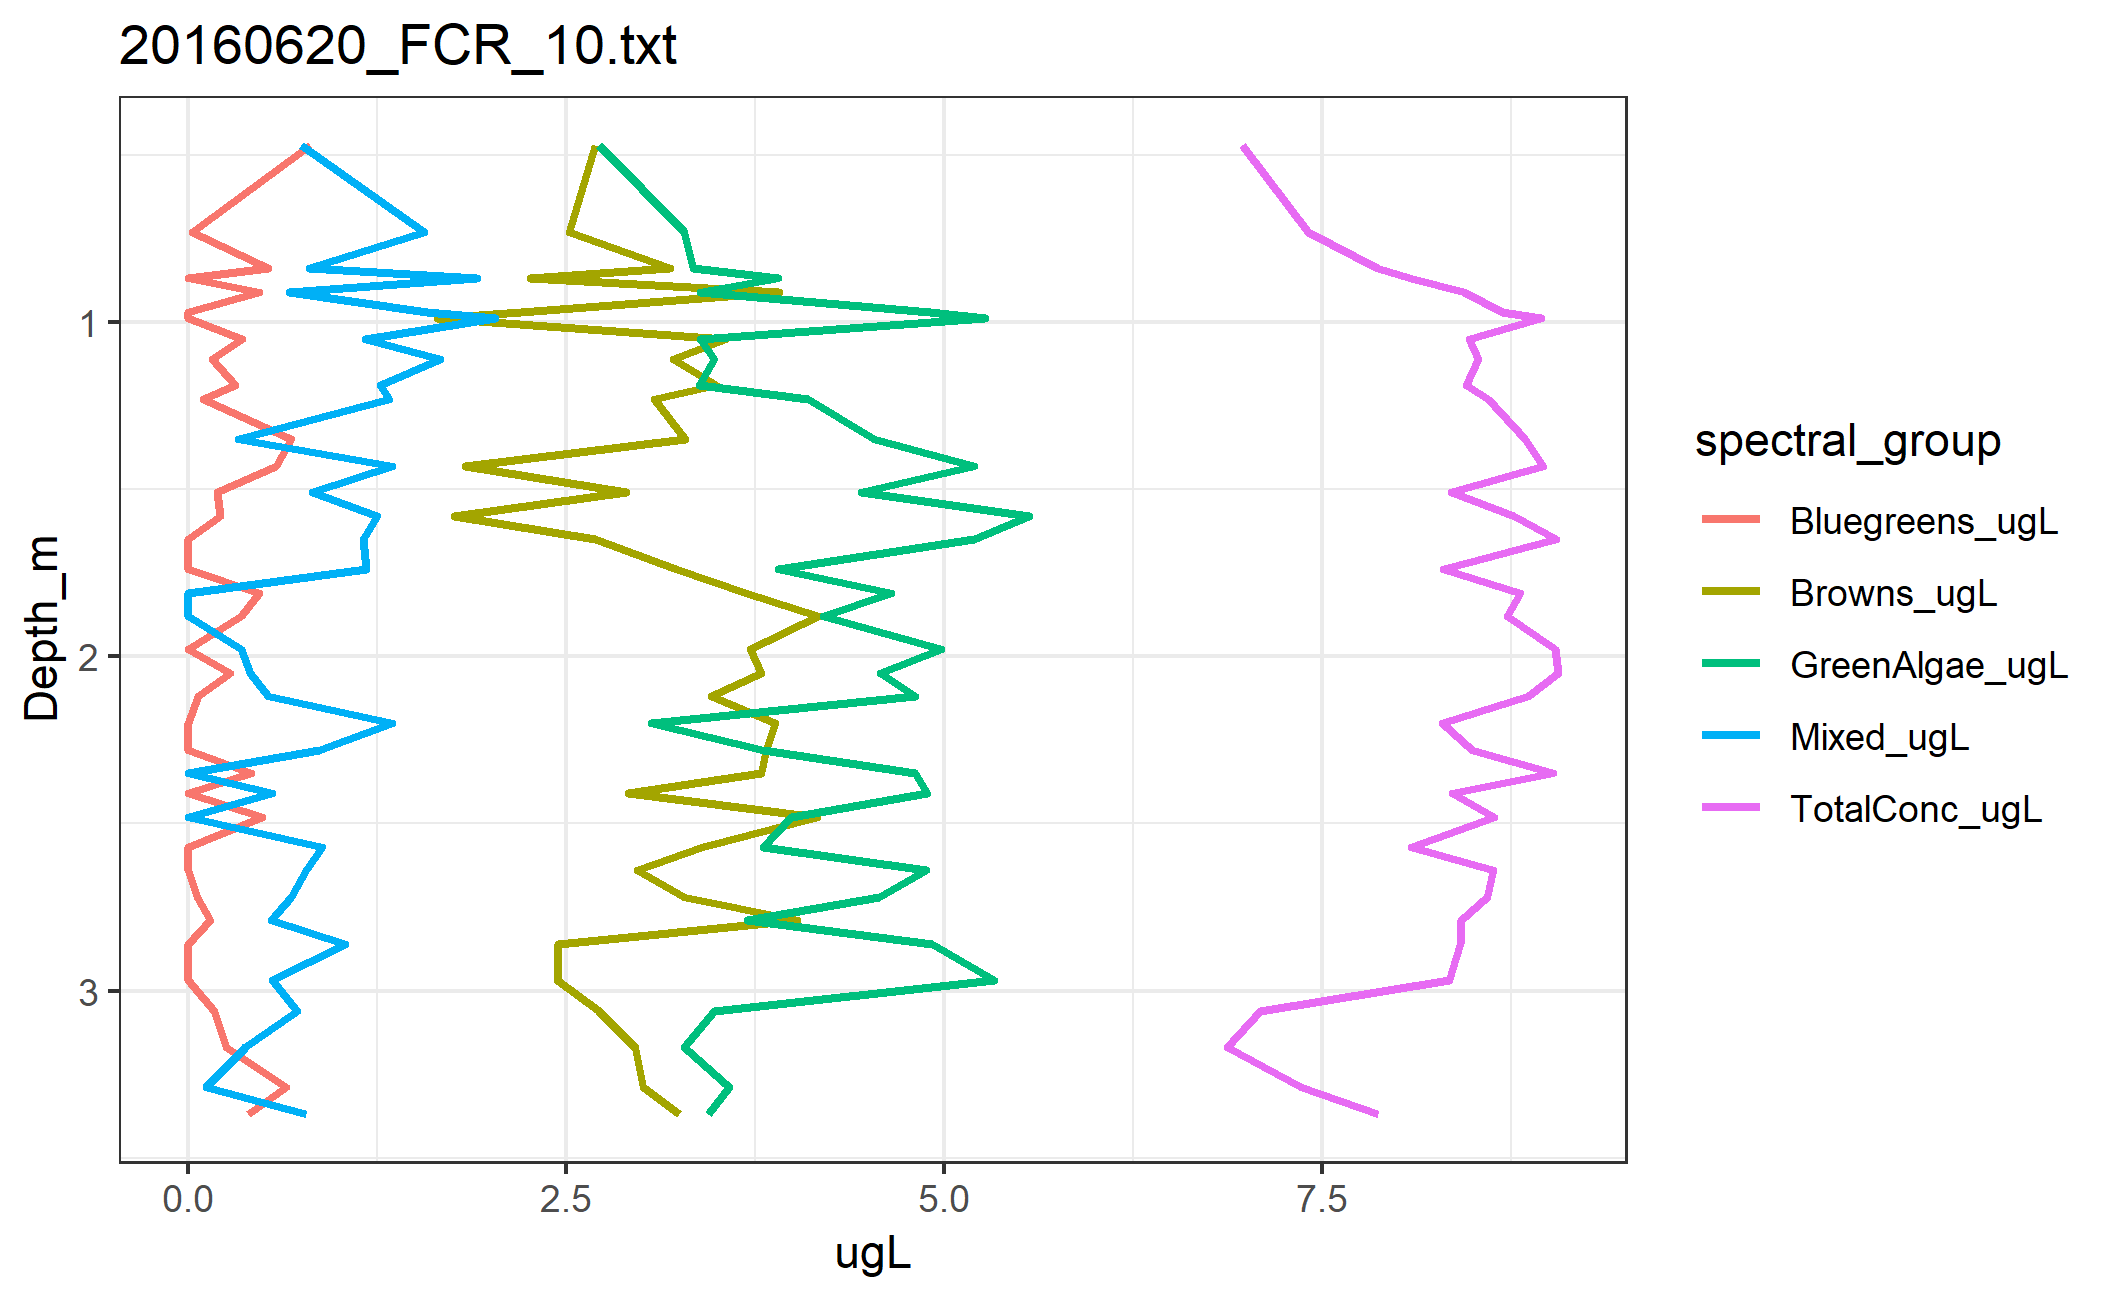 20160620_FCR_10.txt
Depth_m
1
2
3
0.0 2.5 5.0 7.5
ugL
spectral_group
Bluegreens_ugL
Browns_ugL
GreenAlgae_ugL
Mixed_ugL
TotalConc_ugL